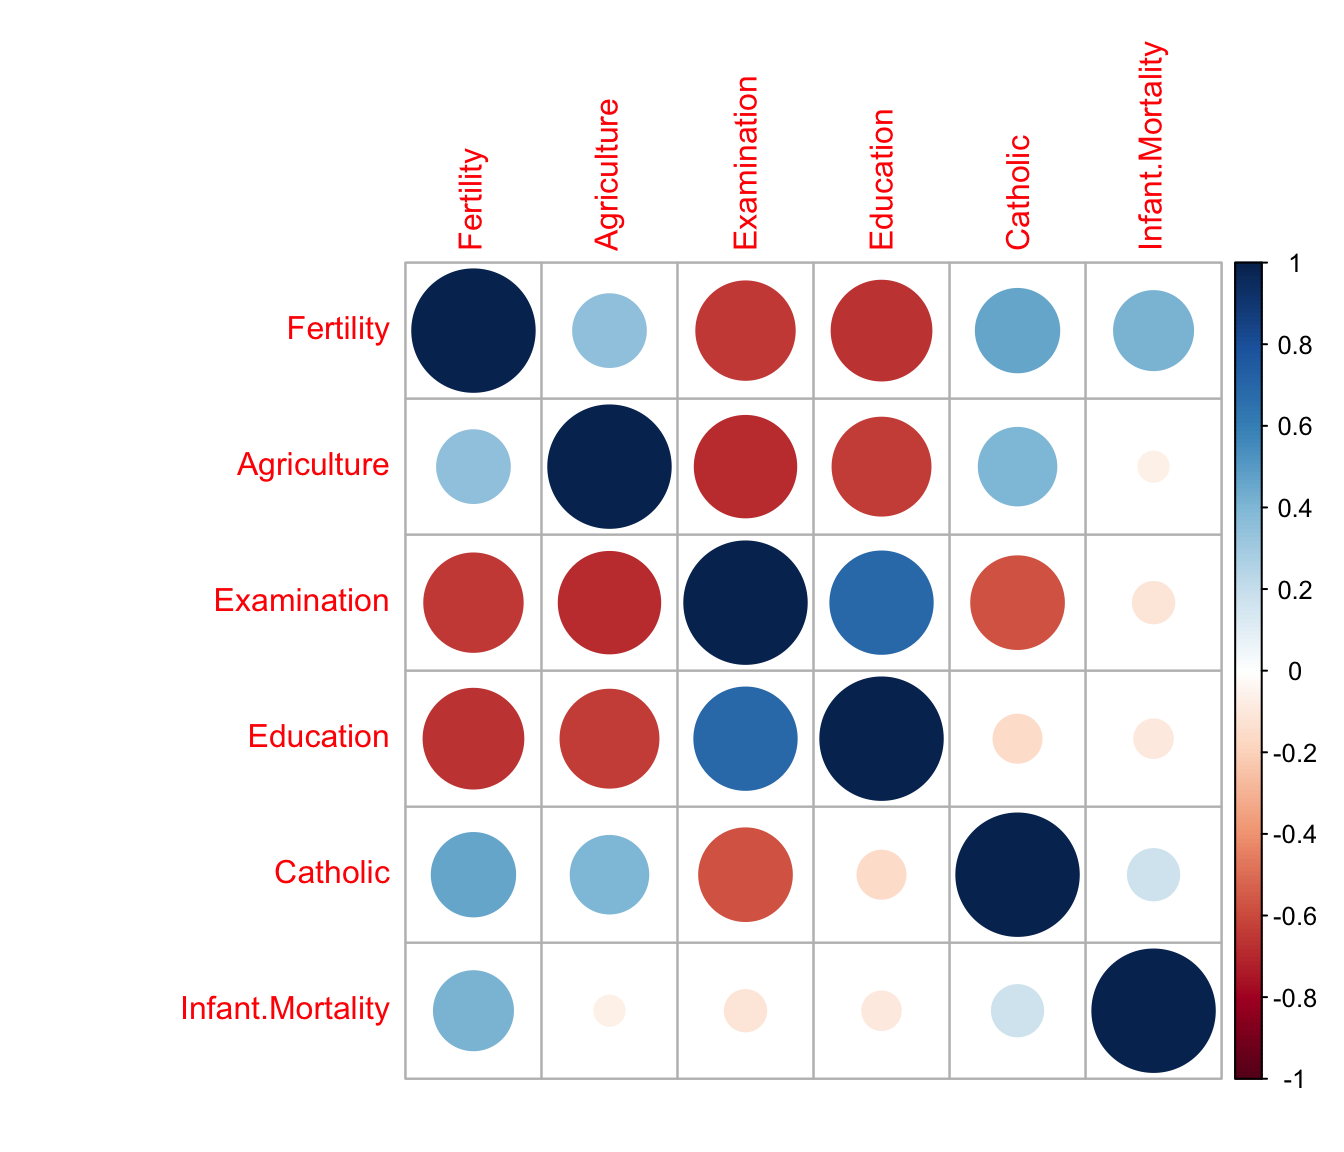 Fertility
Agriculture
Examination
Education
Catholic
Infant.Mortality
Fertility
Agriculture
Examination
Education
Catholic
Infant.Mortality
1
0.8
0.6
0.4
0.2
0
-0.2
-0.4
-0.6
-0.8
-1